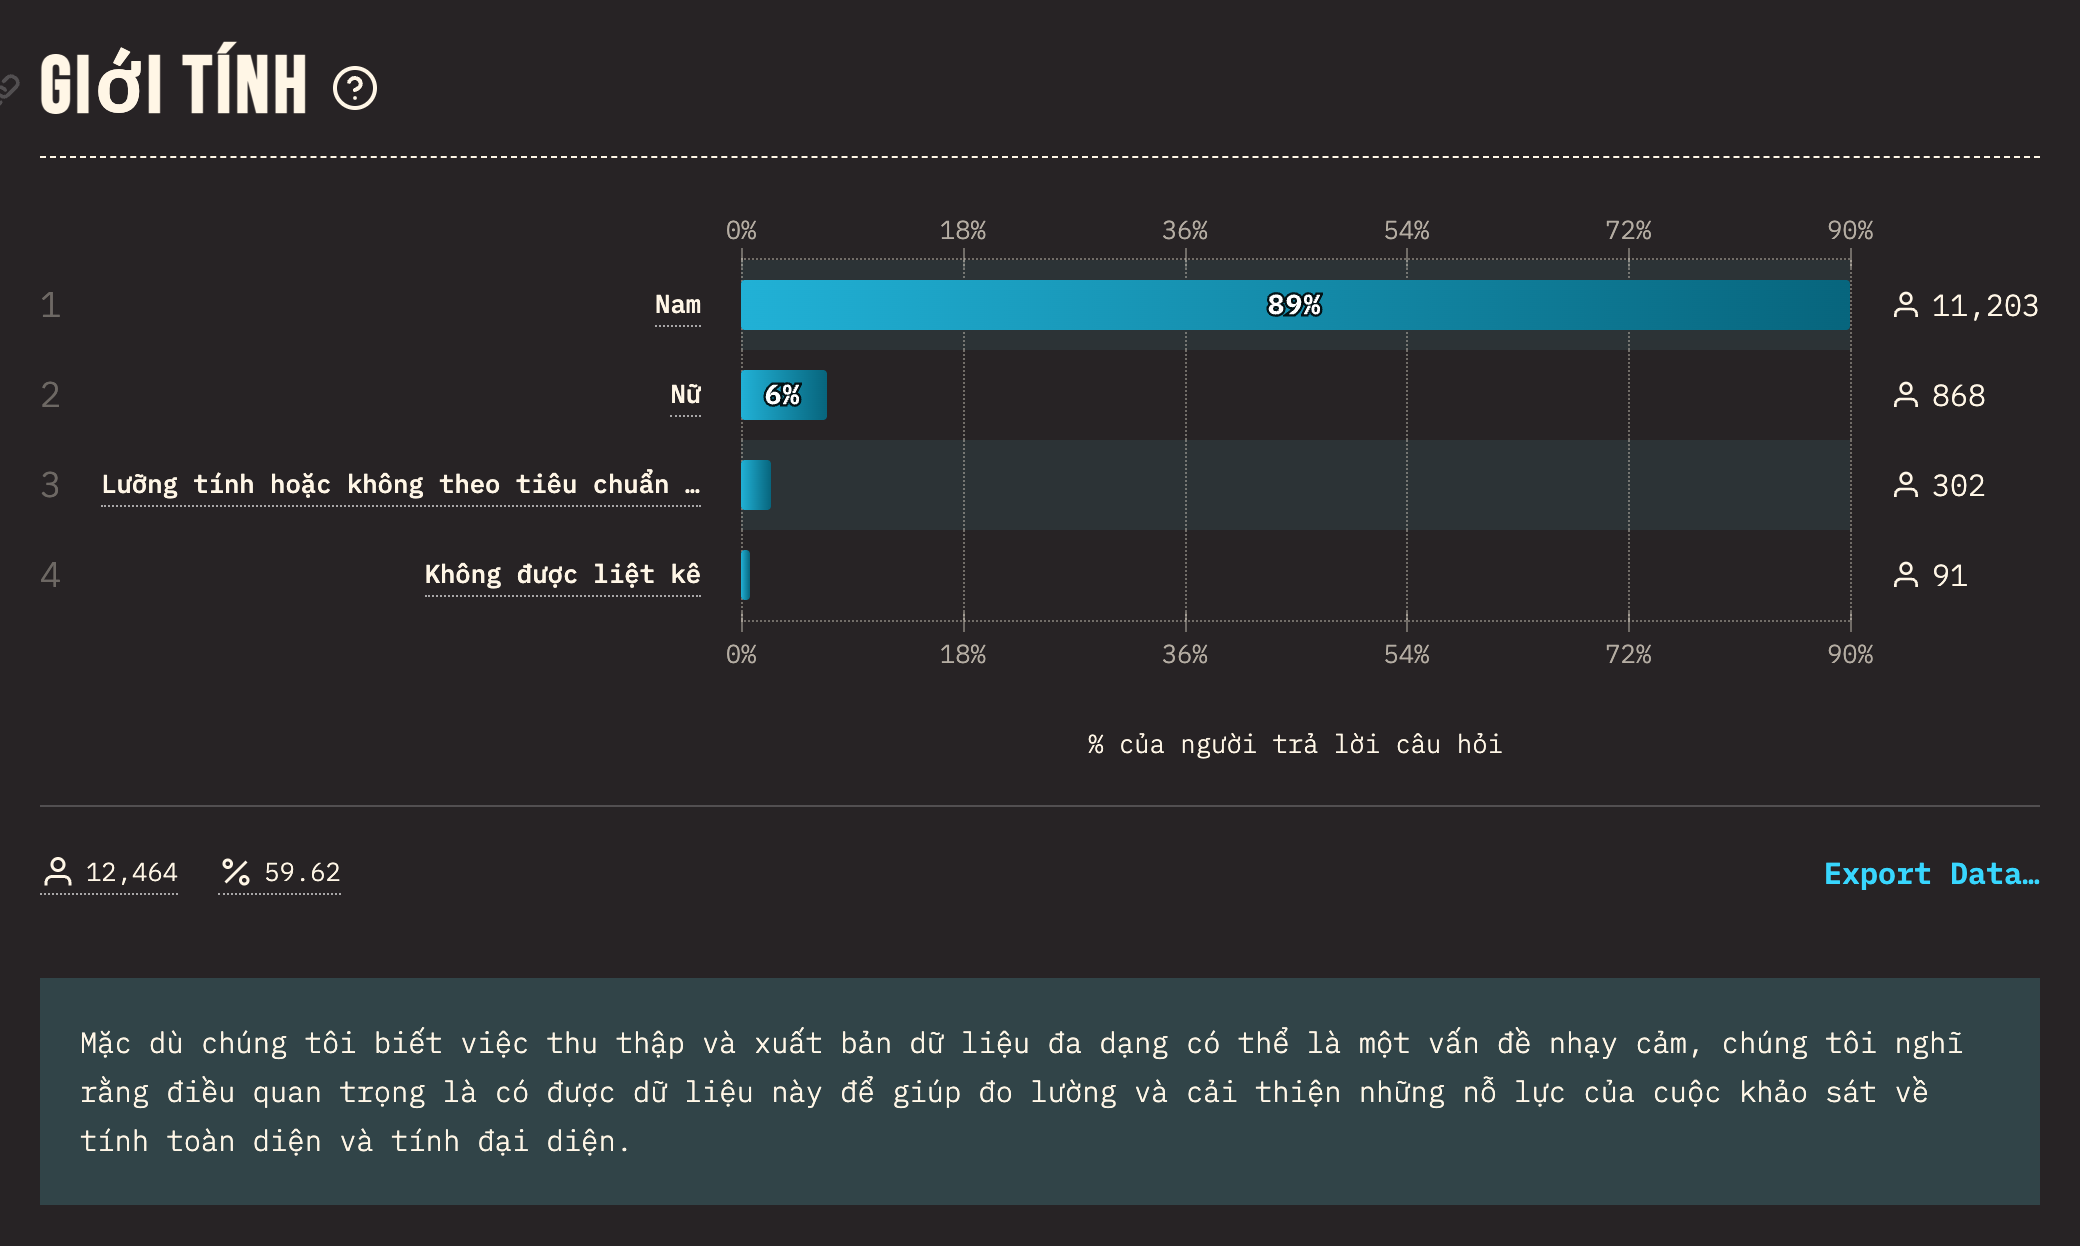 GIỚI TÍNH
0% 18% 36% 54% 72% 90%
1 Nam 89% 11,203
2 Nữ 6% 868
3 Lưỡng tính hoặc không theo tiêu chuẩn … 302
4 Không được liệt kê 91
0% 18% 36% 54% 72% 90%
% của người trả lời câu hỏi
12,464 % 59.62 Export Data…
Mặc dù chúng tôi biết việc thu thập và xuất bản dữ liệu đa dạng có thể là một vấn đề nhạy cảm, chúng tôi nghĩ
rằng điều quan trọng là có được dữ liệu này để giúp đo lường và cải thiện những nỗ lực của cuộc khảo sát về
tính toàn diện và tính đại diện.